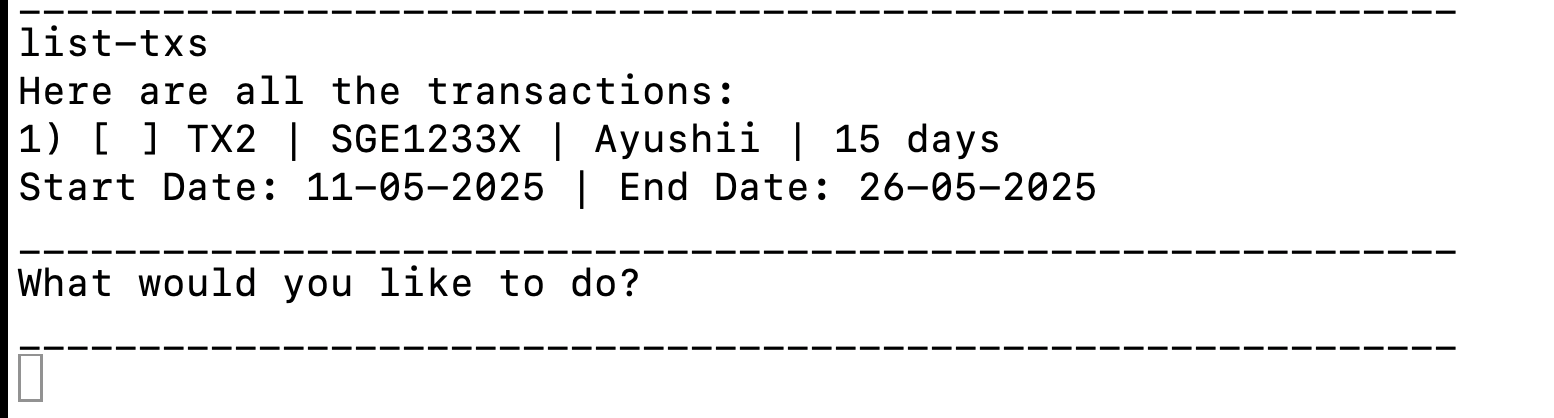 ____________________________________________________________
list-txs
Here are all the transactions:
1) [ ] TX2 | SGE1233X | Ayushii | 15 days
Start Date: 11-05-2025 | End Date: 26-05-2025
____________________________________________________________
What would you like to do?
____________________________________________________________